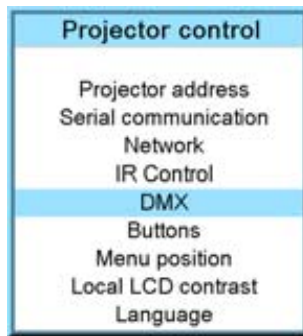 Projector control
Projector address
Serial communication
Network
IR Control
DMX
Buttons
Menu position
Local LCD contrast
Language